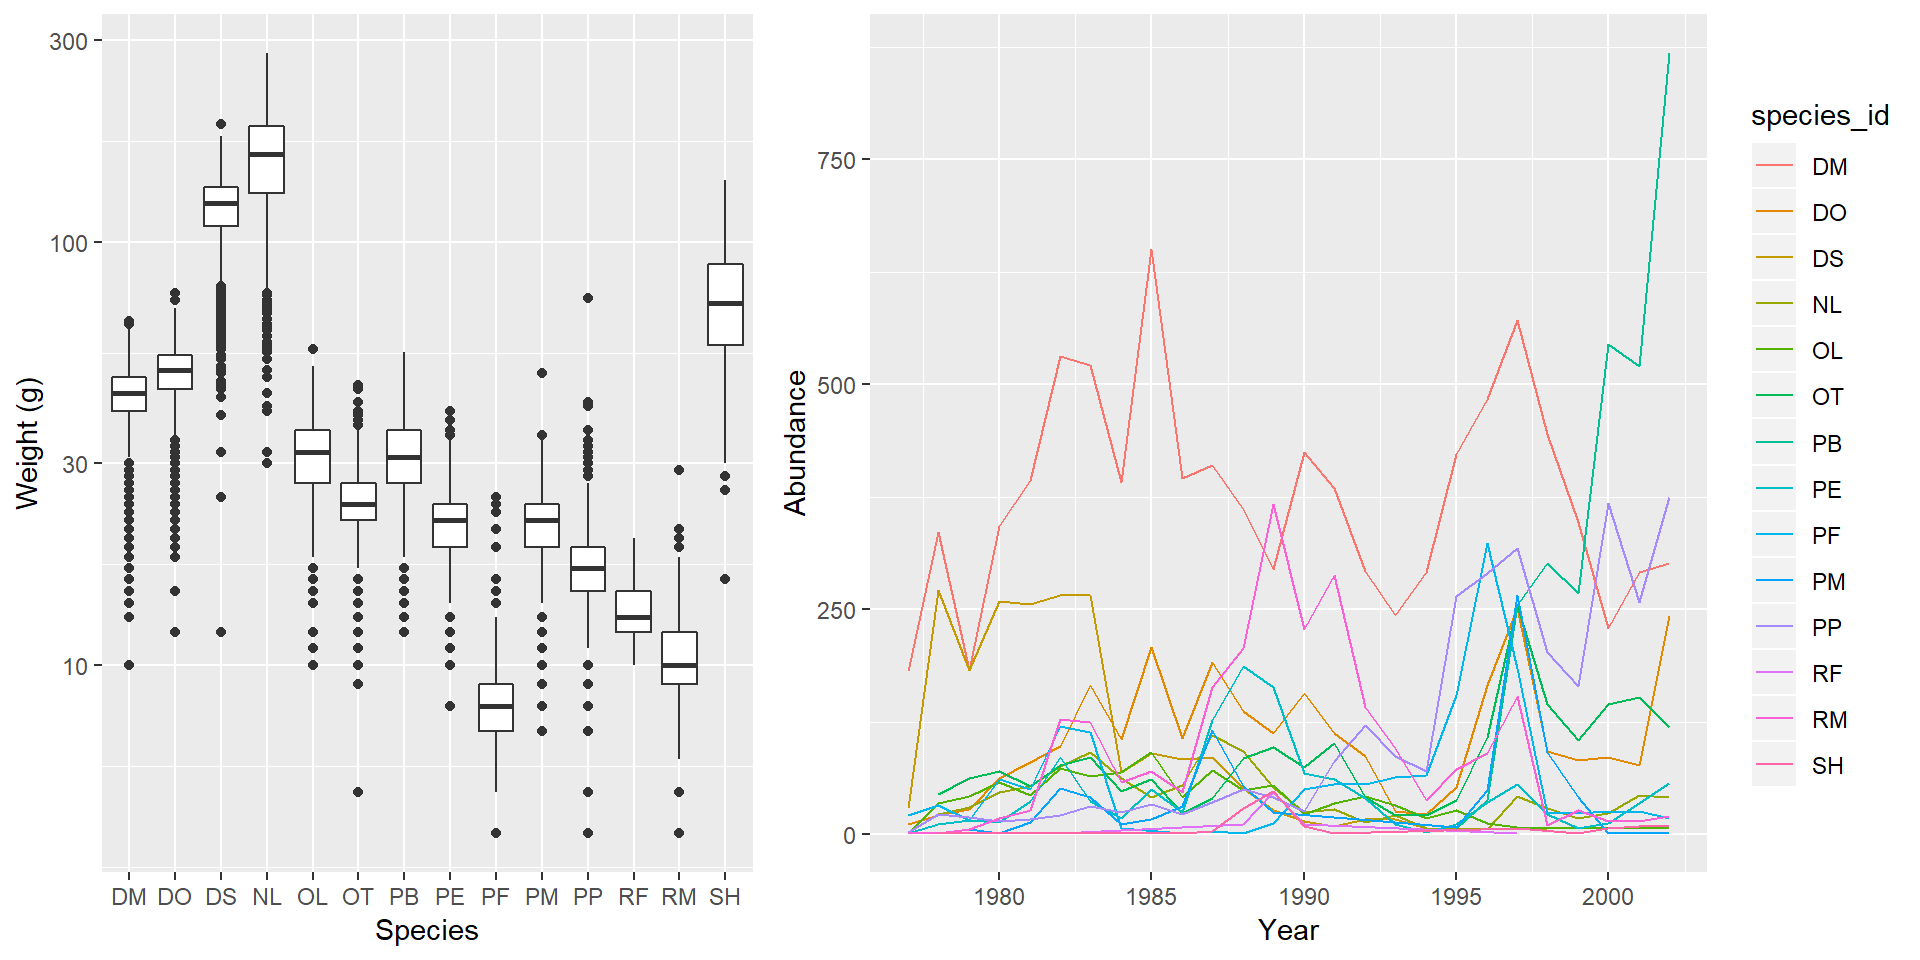 300
100
30
10
Weight (g)
DM DO DS NL OL OT PB PE PF PM PP RF RM SH
Species
750
500
250
0
Abundance
1980 1985 1990 1995 2000
Year
species_id
DM
DO
DS
NL
OL
OT
PB
PE
PF
PM
PP
RF
RM
SH